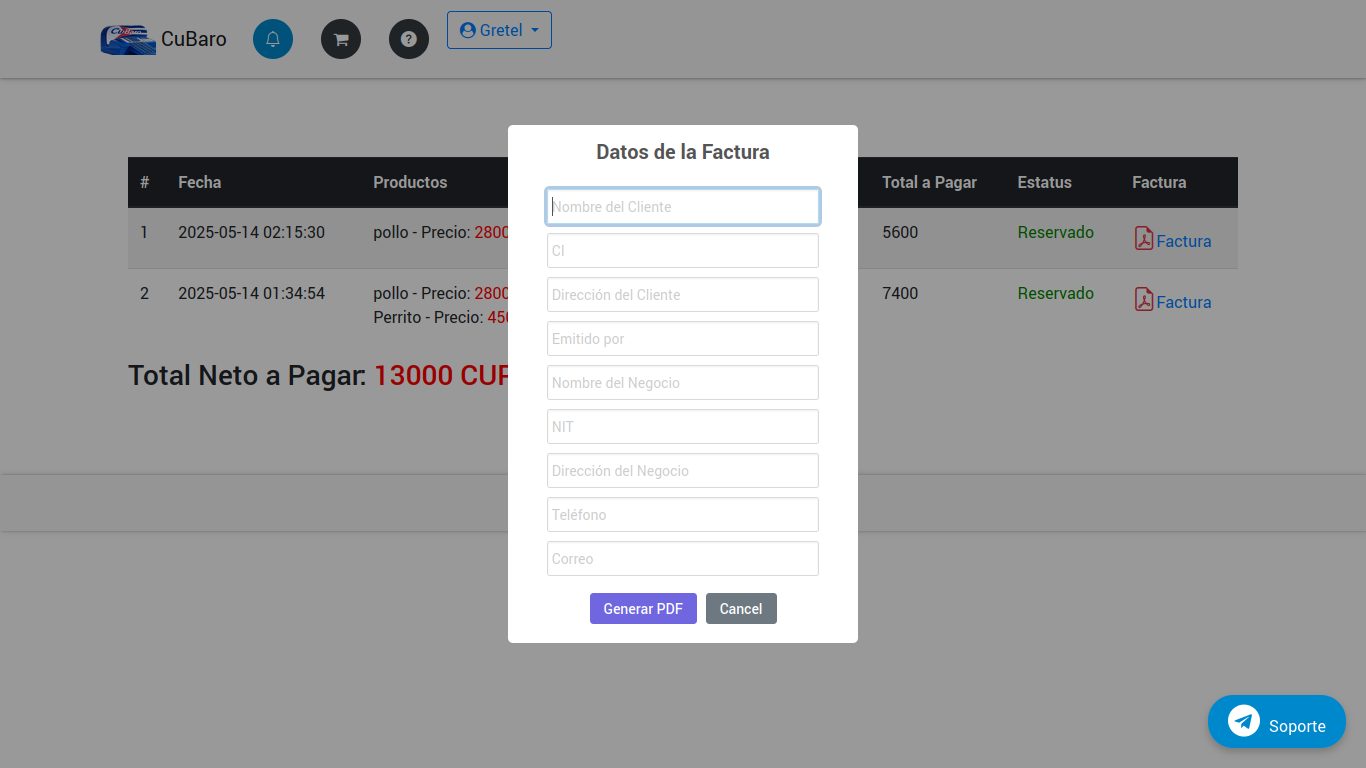 CuBaro
Gretel
Datos de la Factura
Nombre del Cliente
CI
Dirección del Cliente
Emitido por
Nombre del Negocio
NIT
Dirección del Negocio
Teléfono
Correo
Generar PDF Cancel
# Fecha Productos Total a Pagar Estatus Factura
1 2025-05-14 02:15:30 pollo - Precio: 2800 5600 Reservado Factura
2 2025-05-14 01:34:54 pollo - Precio: 2800 7400 Reservado Factura
Perrito - Precio: 450
Total Neto a Pagar: 13000 CUP
Soporte